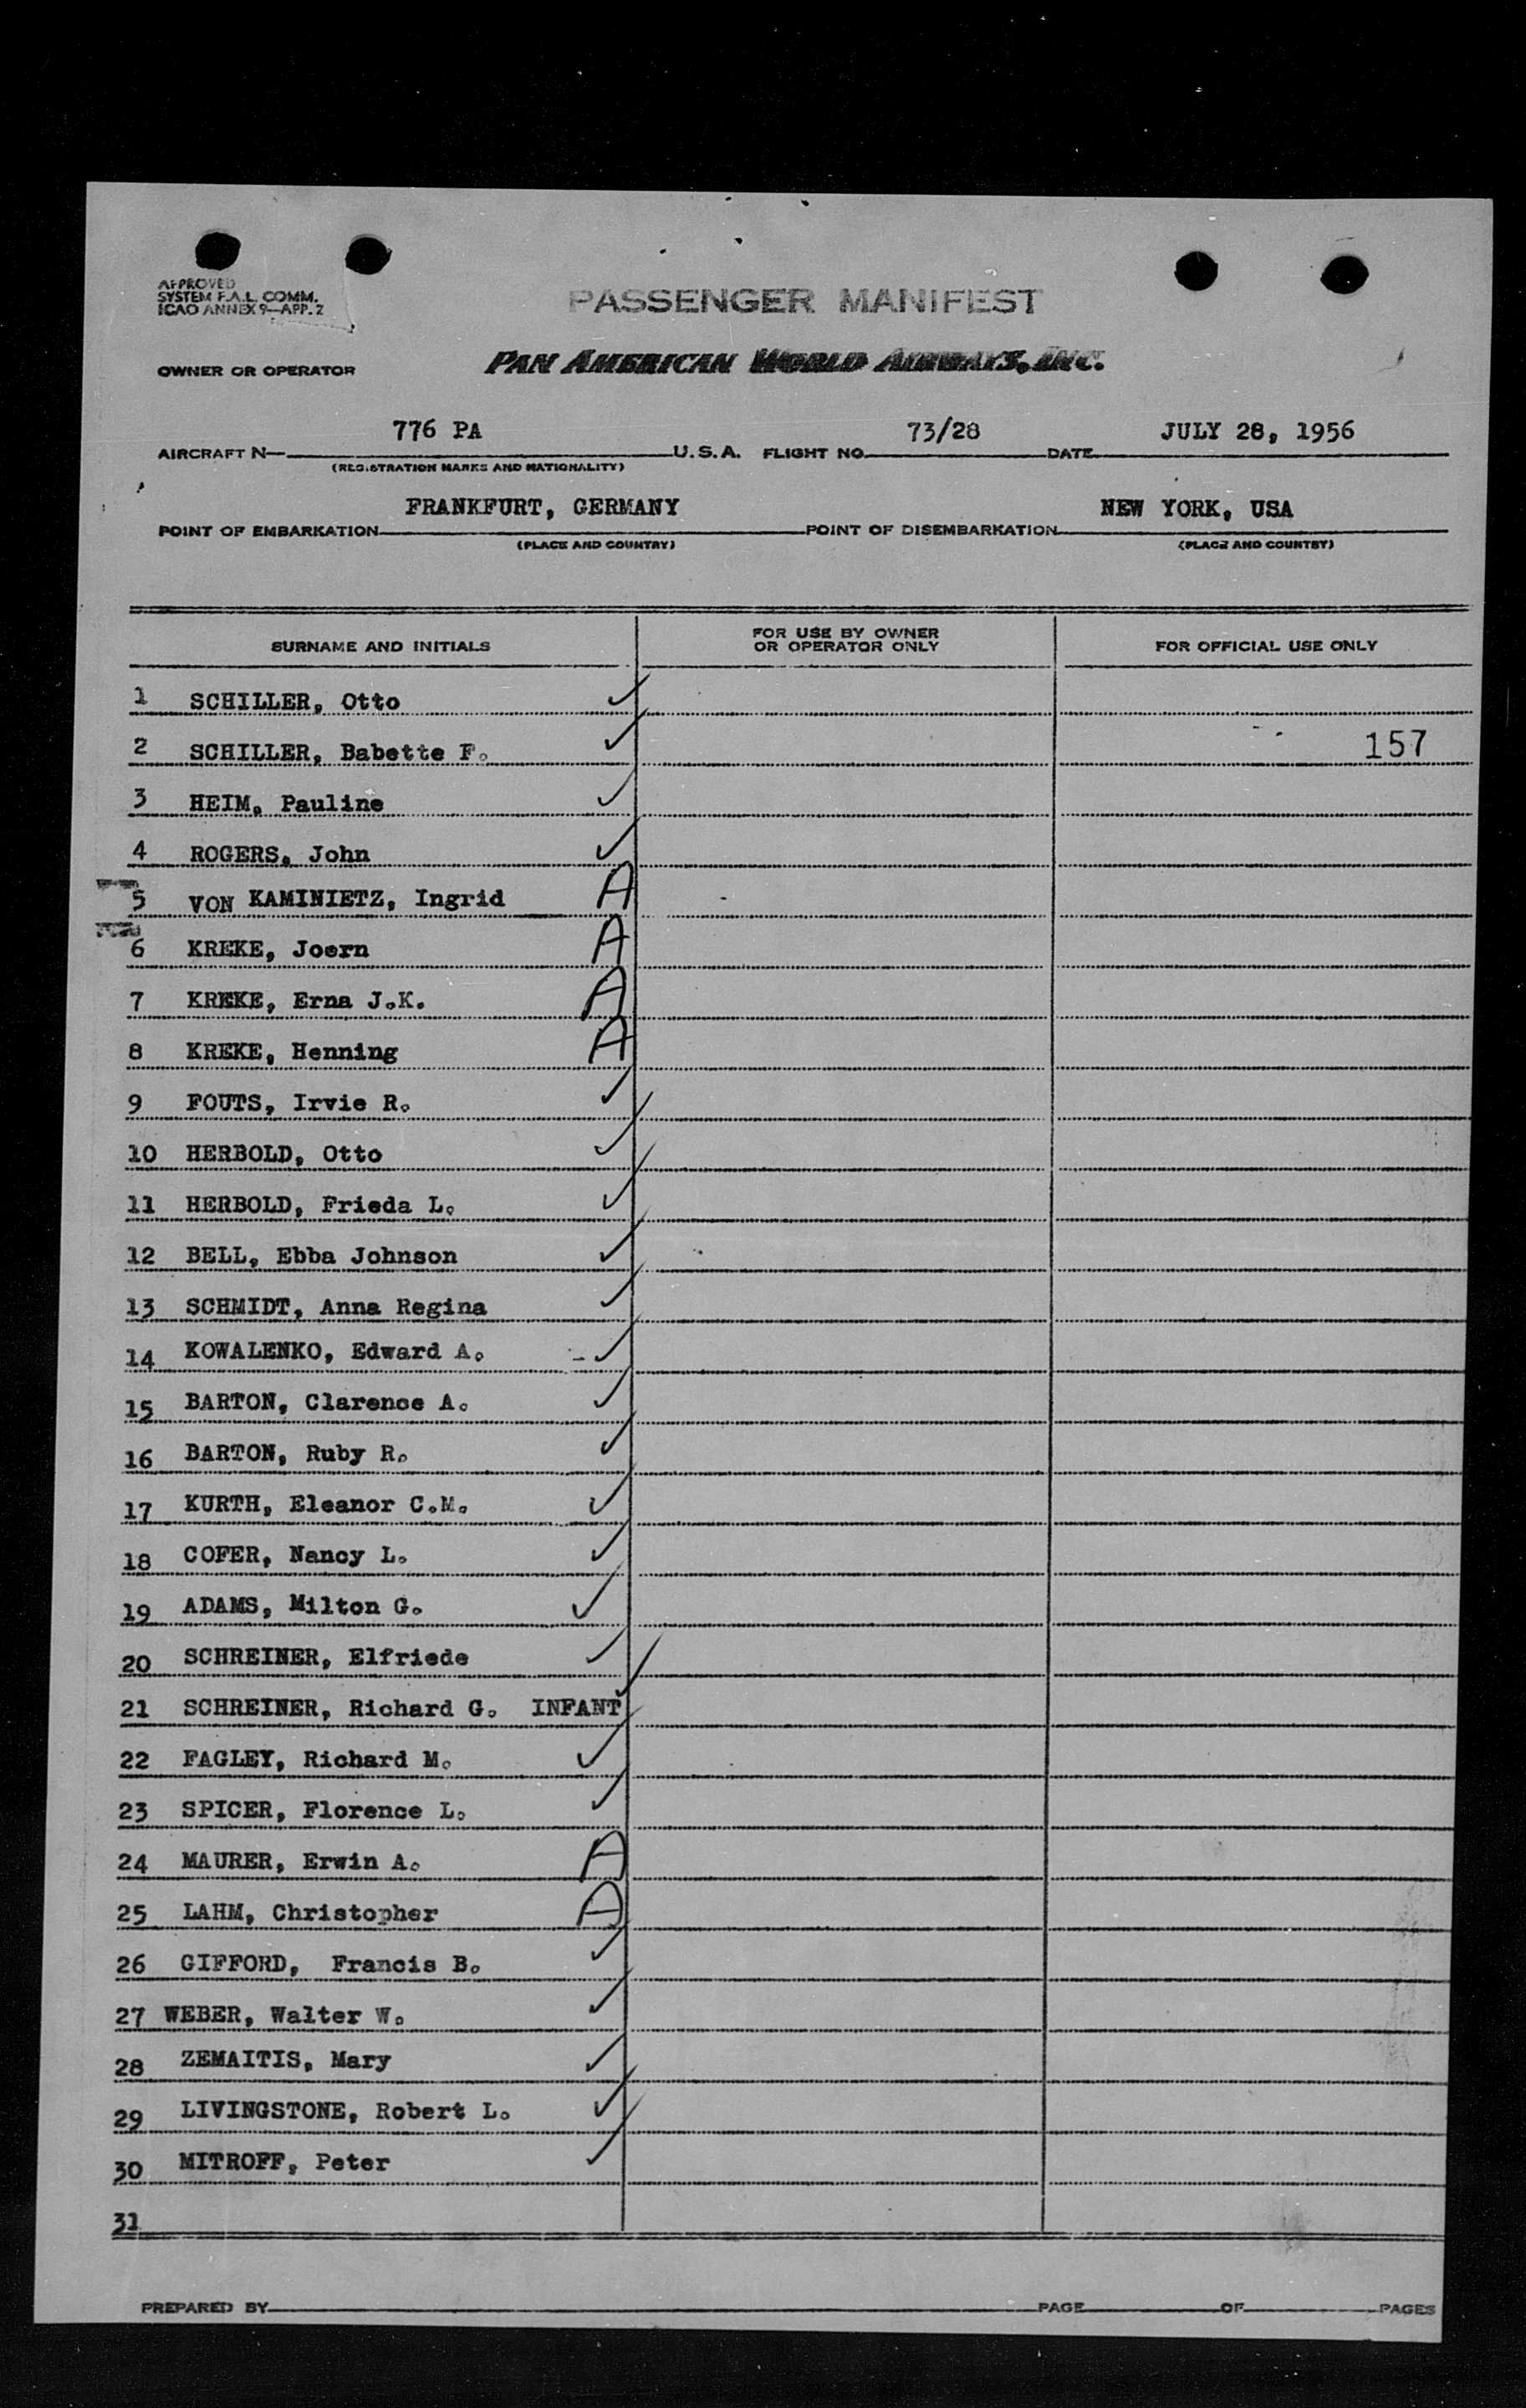 APPROVED
SYSTEM F.A.L. COMM.
ICAO ANNEX 9—APP. 2
PASSENGER MANIFEST
OWNER OR OPERATOR PAN AMERICAN WORLD AIRWAYS, INC.
AIRCRAFT N— 776 PA U.S.A. FLIGHT NO. 73/28 DATE JULY 28, 1956
(REGISTRATION MARKS AND NATIONALITY)
POINT OF EMBARKATION FRANKFURT, GERMANY POINT OF DISEMBARKATION NEW YORK, USA
(PLACE AND COUNTRY) (PLACE AND COUNTRY)
SURNAME AND INITIALS FOR USE BY OWNER OR OPERATOR ONLY FOR OFFICIAL USE ONLY
1 SCHILLER, Otto ✓
2 SCHILLER, Babette F. ✓ 157
3 HEIM, Pauline ✓
4 ROGERS, John ✓
5 VON KAMINIETZ, Ingrid A
6 KREKE, Joern A
7 KREKE, Erna J.K. A
8 KREKE, Henning A
9 FOUTS, Irvie R. ✓
10 HERBOLD, Otto ✓
11 HERBOLD, Frieda L. ✓
12 BELL, Ebba Johnson ✓
13 SCHMIDT, Anna Regina ✓
14 KOWALENKO, Edward A. ✓
15 BARTON, Clarence A. ✓
16 BARTON, Ruby R. ✓
17 KURTH, Eleanor C.M. ✓
18 COFER, Nancy L. ✓
19 ADAMS, Milton G. ✓
20 SCHREINER, Elfriede ✓
21 SCHREINER, Richard G. INFANT ✓
22 FAGLEY, Richard M. ✓
23 SPICER, Florence L. ✓
24 MAURER, Erwin A. A
25 LAHM, Christopher A
26 GIFFORD, Francis B. ✓
27 WEBER, Walter W. ✓
28 ZEMAITIS, Mary ✓
29 LIVINGSTONE, Robert L. ✓
30 MITROFF, Peter ✓
31
PREPARED BY PAGE OF PAGES